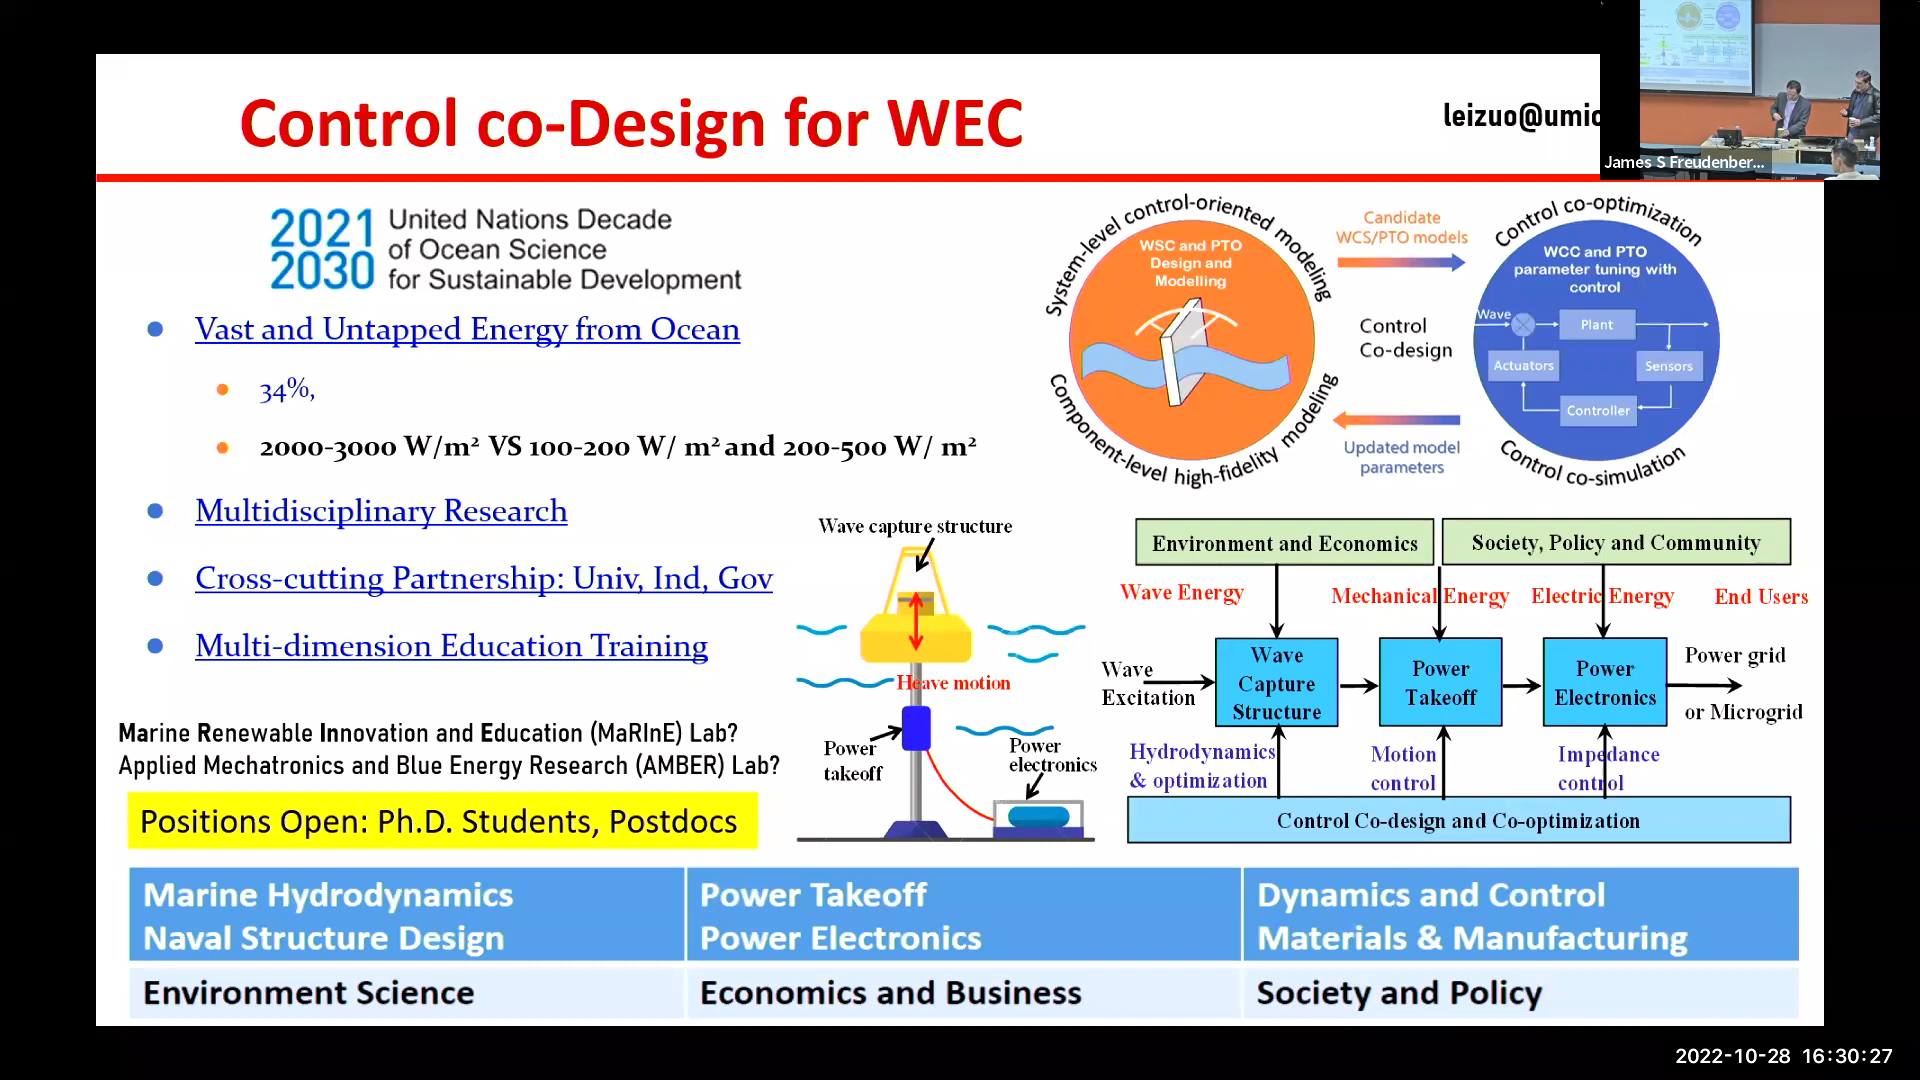 Control co-Design for WEC
leizuo@umic
James S Freudenber...
2021
2030
United Nations Decade
of Ocean Science
for Sustainable Development
• Vast and Untapped Energy from Ocean
• 34%,
• 2000-3000 W/m² VS 100-200 W/ m² and 200-500 W/ m²
• Multidisciplinary Research
• Cross-cutting Partnership: Univ, Ind, Gov
• Multi-dimension Education Training
Marine Renewable Innovation and Education (MaRInE) Lab?
Applied Mechatronics and Blue Energy Research (AMBER) Lab?
Positions Open: Ph.D. Students, Postdocs
System-level control-oriented modeling
WSC and PTO
Design and
Modelling
Component-level high-fidelity modeling
Candidate
WCS/PTO models
Control
Co-design
Updated model
parameters
Control co-optimization
WCC and PTO
parameter tuning with
control
Wave
Plant
Actuators
Sensors
Controller
Control co-simulation
Wave capture structure
Heave motion
Power
takeoff
Power
electronics
Environment and Economics
Society, Policy and Community
Wave Energy
Mechanical Energy
Electric Energy
End Users
Wave
Excitation
Wave
Capture
Structure
Power
Takeoff
Power
Electronics
Power grid
or Microgrid
Hydrodynamics
& optimization
Motion
control
Impedance
control
Control Co-design and Co-optimization
Marine Hydrodynamics
Naval Structure Design
Power Takeoff
Power Electronics
Dynamics and Control
Materials & Manufacturing
Environment Science
Economics and Business
Society and Policy
2022-10-28 16:30:27